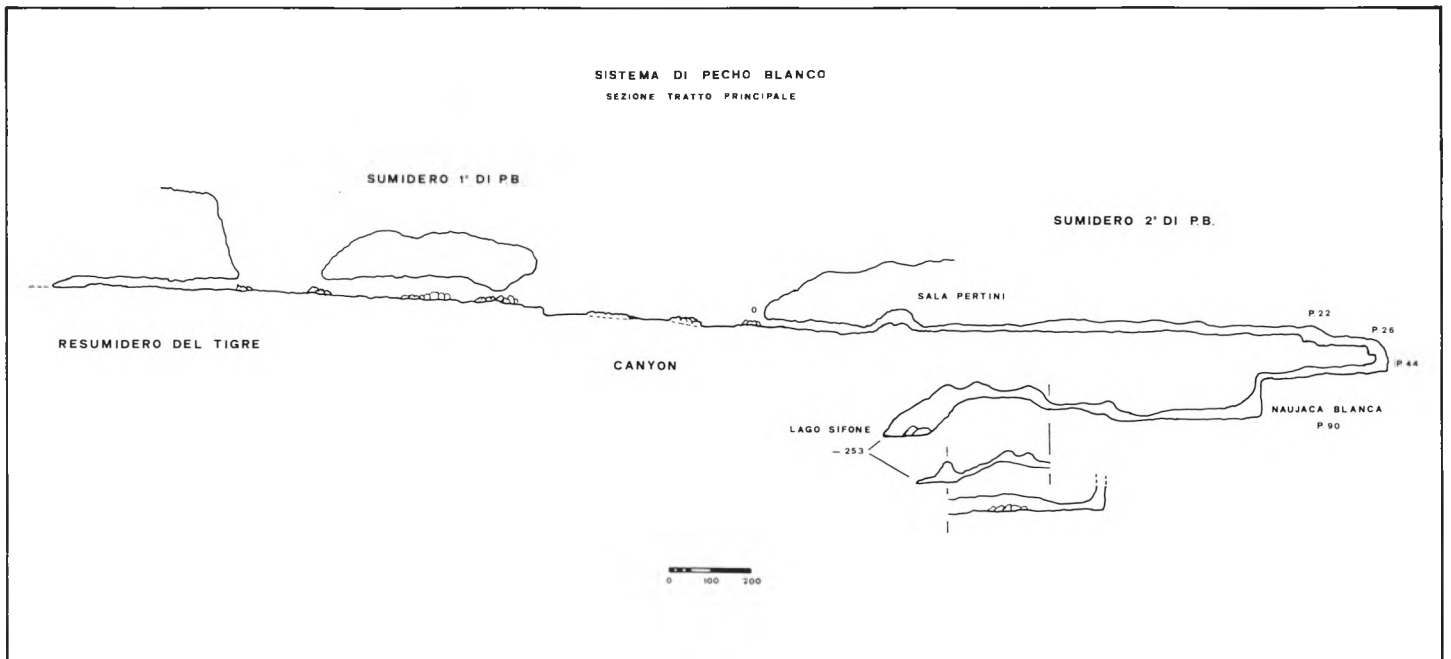 SISTEMA DI PECHO BLANCO
SEZIONE TRATTO PRINCIPALE
SUMIDERO 1° DI P.B.
SUMIDERO 2° DI P.B.
SALA PERTINI
0
P.22
P.26
P.44
RESUMIDERO DEL TIGRE
CANYON
NAUJACA BLANCA
P.90
LAGO SIFONE
– 253
0 100 200